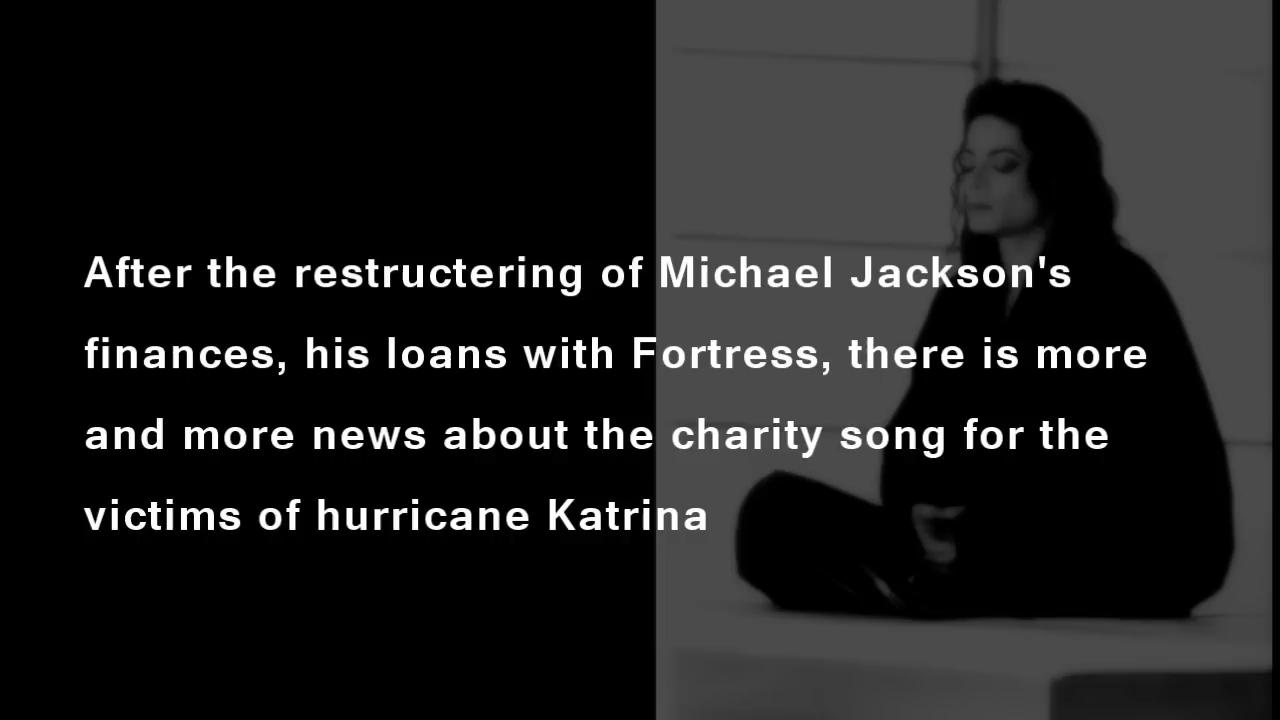 After the restructering of Michael Jackson's
finances, his loans with Fortress, there is more
and more news about the charity song for the
victims of hurricane Katrina